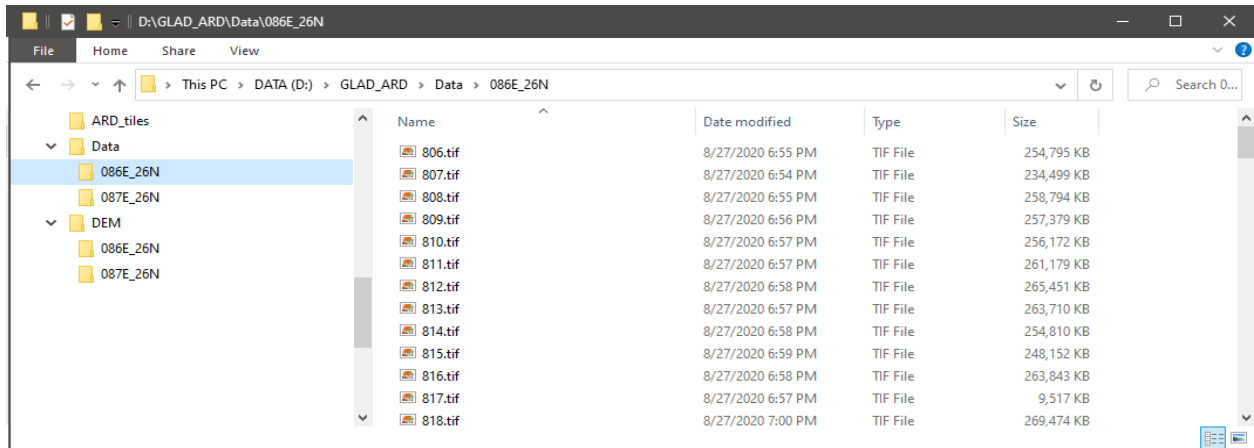 D:\GLAD_ARD\Data\086E_26N
File Home Share View
This PC > DATA (D:) > GLAD_ARD > Data > 086E_26N Search 0...
ARD_tiles
Data
086E_26N
087E_26N
DEM
086E_26N
087E_26N
Name Date modified Type Size
806.tif 8/27/2020 6:55 PM TIF File 254,795 KB
807.tif 8/27/2020 6:54 PM TIF File 234,499 KB
808.tif 8/27/2020 6:55 PM TIF File 258,794 KB
809.tif 8/27/2020 6:56 PM TIF File 257,379 KB
810.tif 8/27/2020 6:57 PM TIF File 256,172 KB
811.tif 8/27/2020 6:57 PM TIF File 261,179 KB
812.tif 8/27/2020 6:58 PM TIF File 265,451 KB
813.tif 8/27/2020 6:57 PM TIF File 263,710 KB
814.tif 8/27/2020 6:58 PM TIF File 254,810 KB
815.tif 8/27/2020 6:59 PM TIF File 248,152 KB
816.tif 8/27/2020 6:58 PM TIF File 263,843 KB
817.tif 8/27/2020 6:57 PM TIF File 9,517 KB
818.tif 8/27/2020 7:00 PM TIF File 269,474 KB